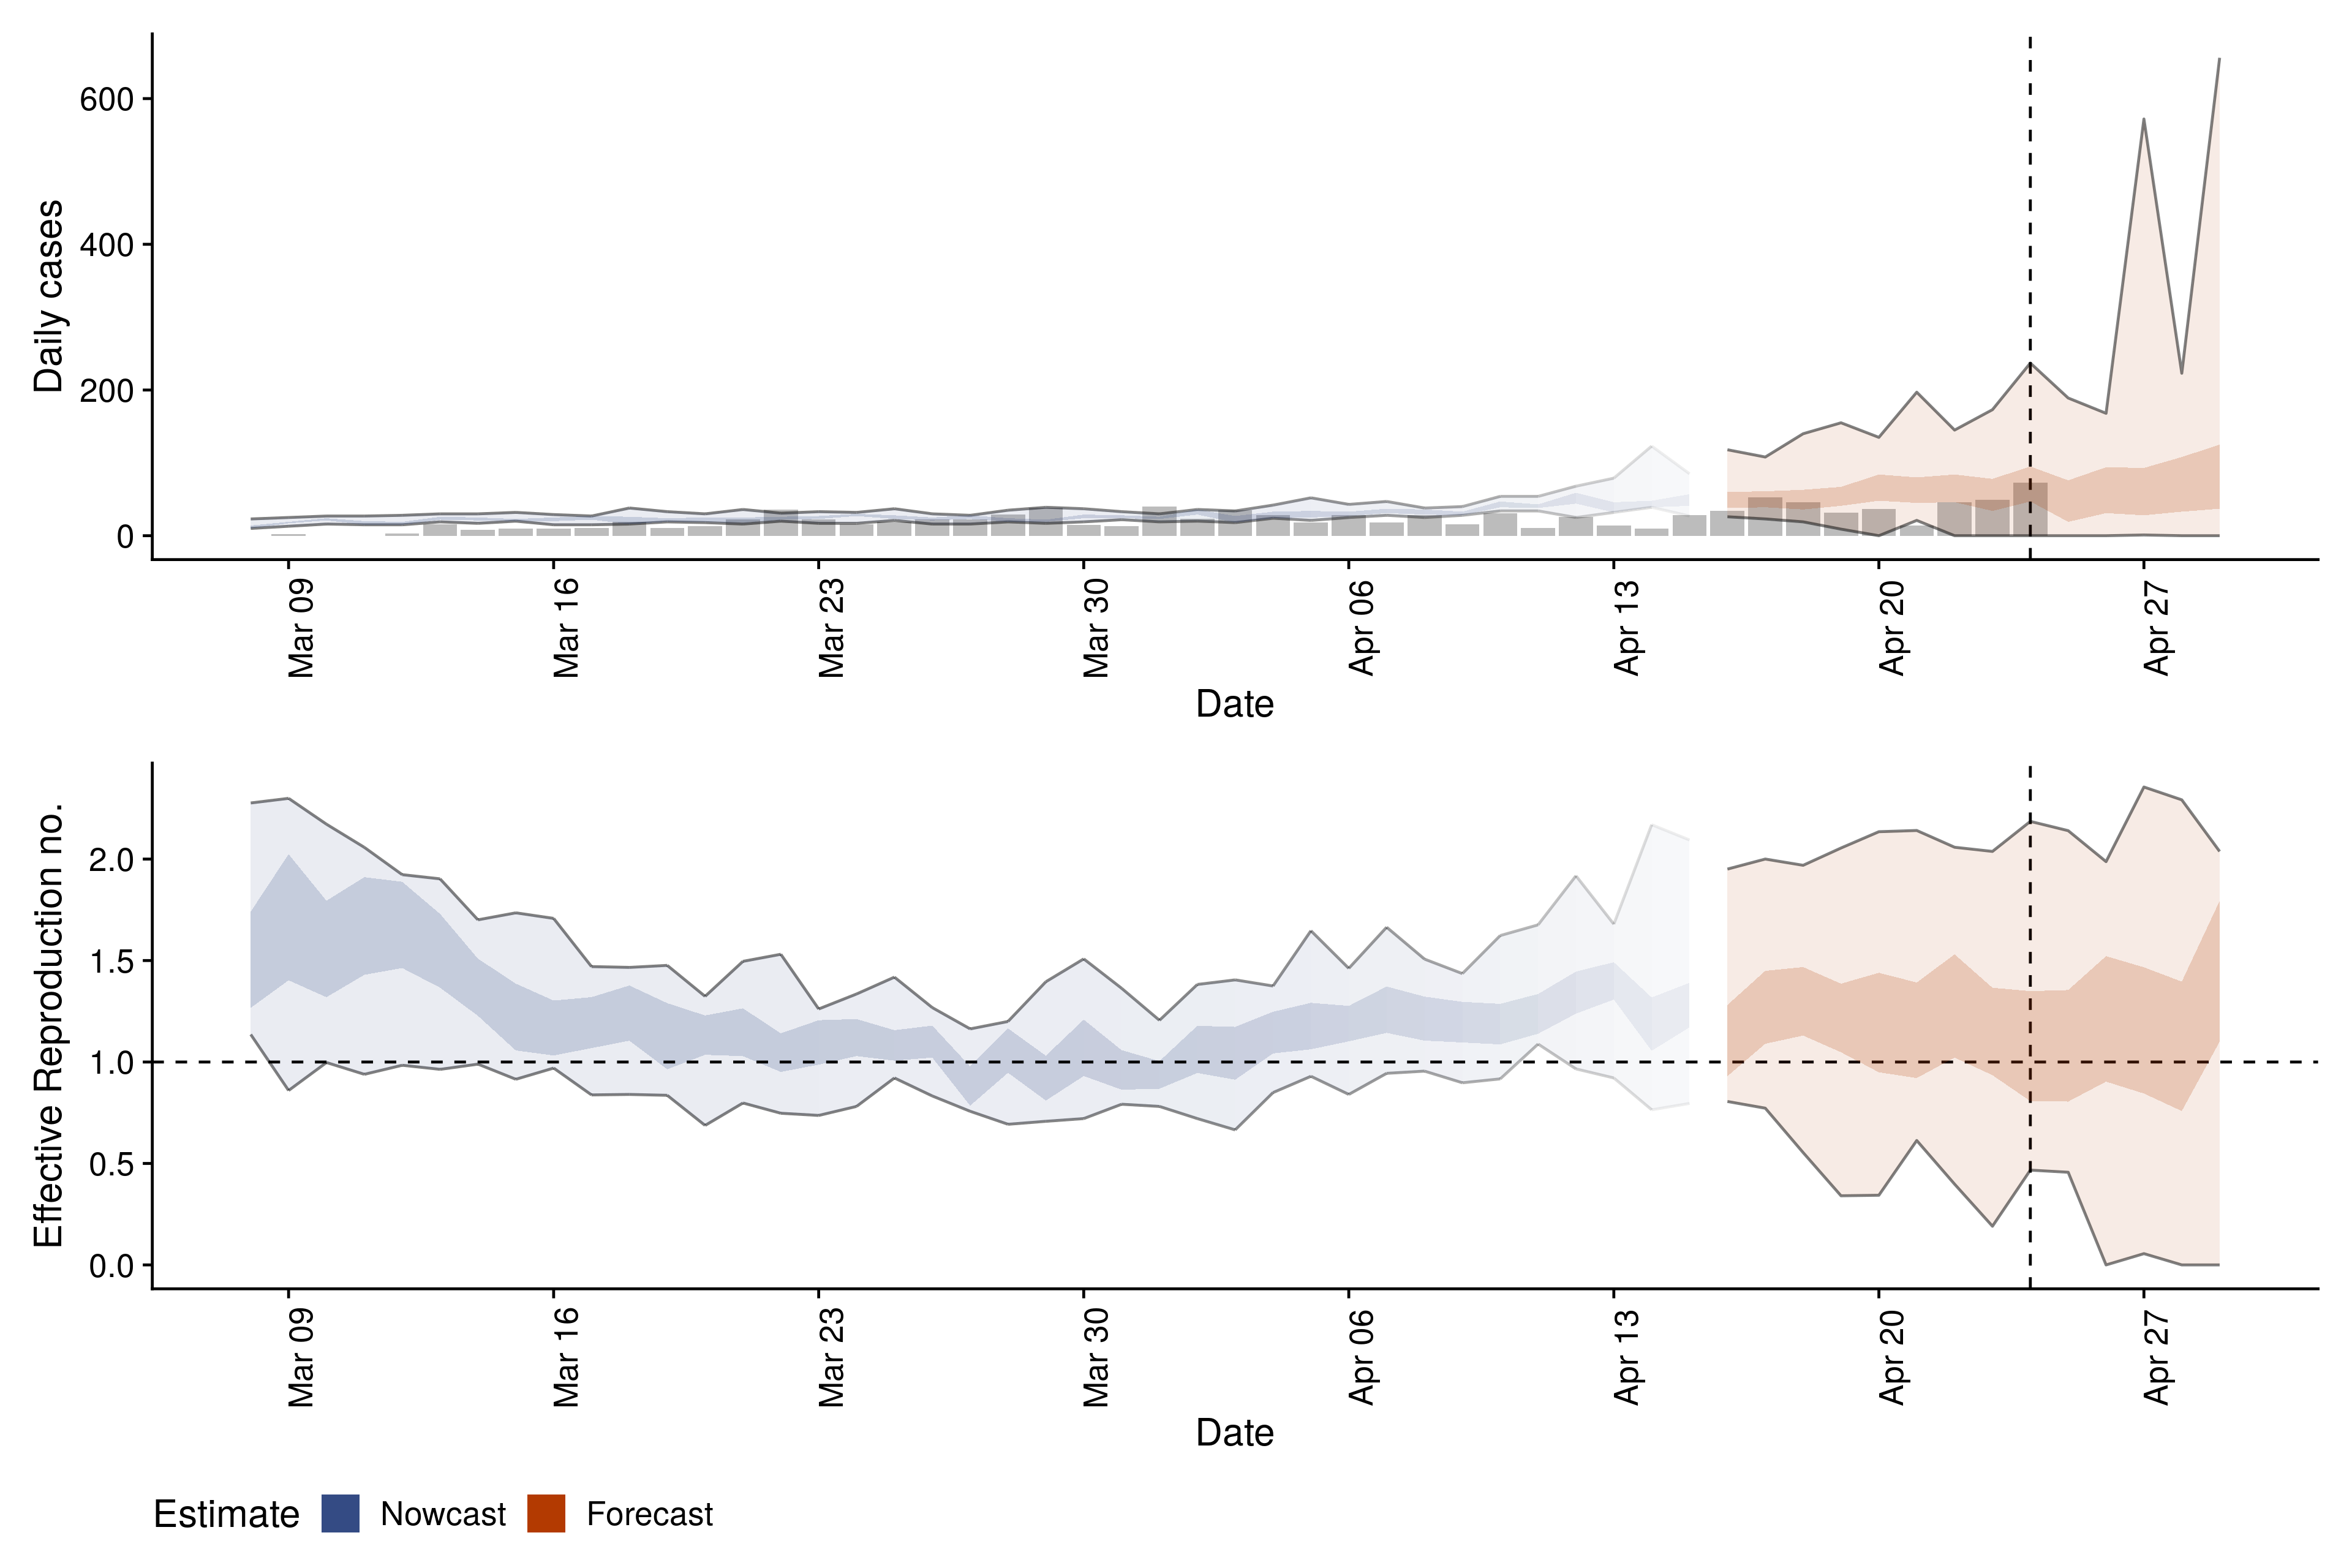 600
400
200
0
Daily cases
Mar 09
Mar 16
Mar 23
Mar 30
Apr 06
Apr 13
Apr 20
Apr 27
Date
2.0
1.5
1.0
0.5
0.0
Effective Reproduction no.
Mar 09
Mar 16
Mar 23
Mar 30
Apr 06
Apr 13
Apr 20
Apr 27
Date
Estimate Nowcast Forecast